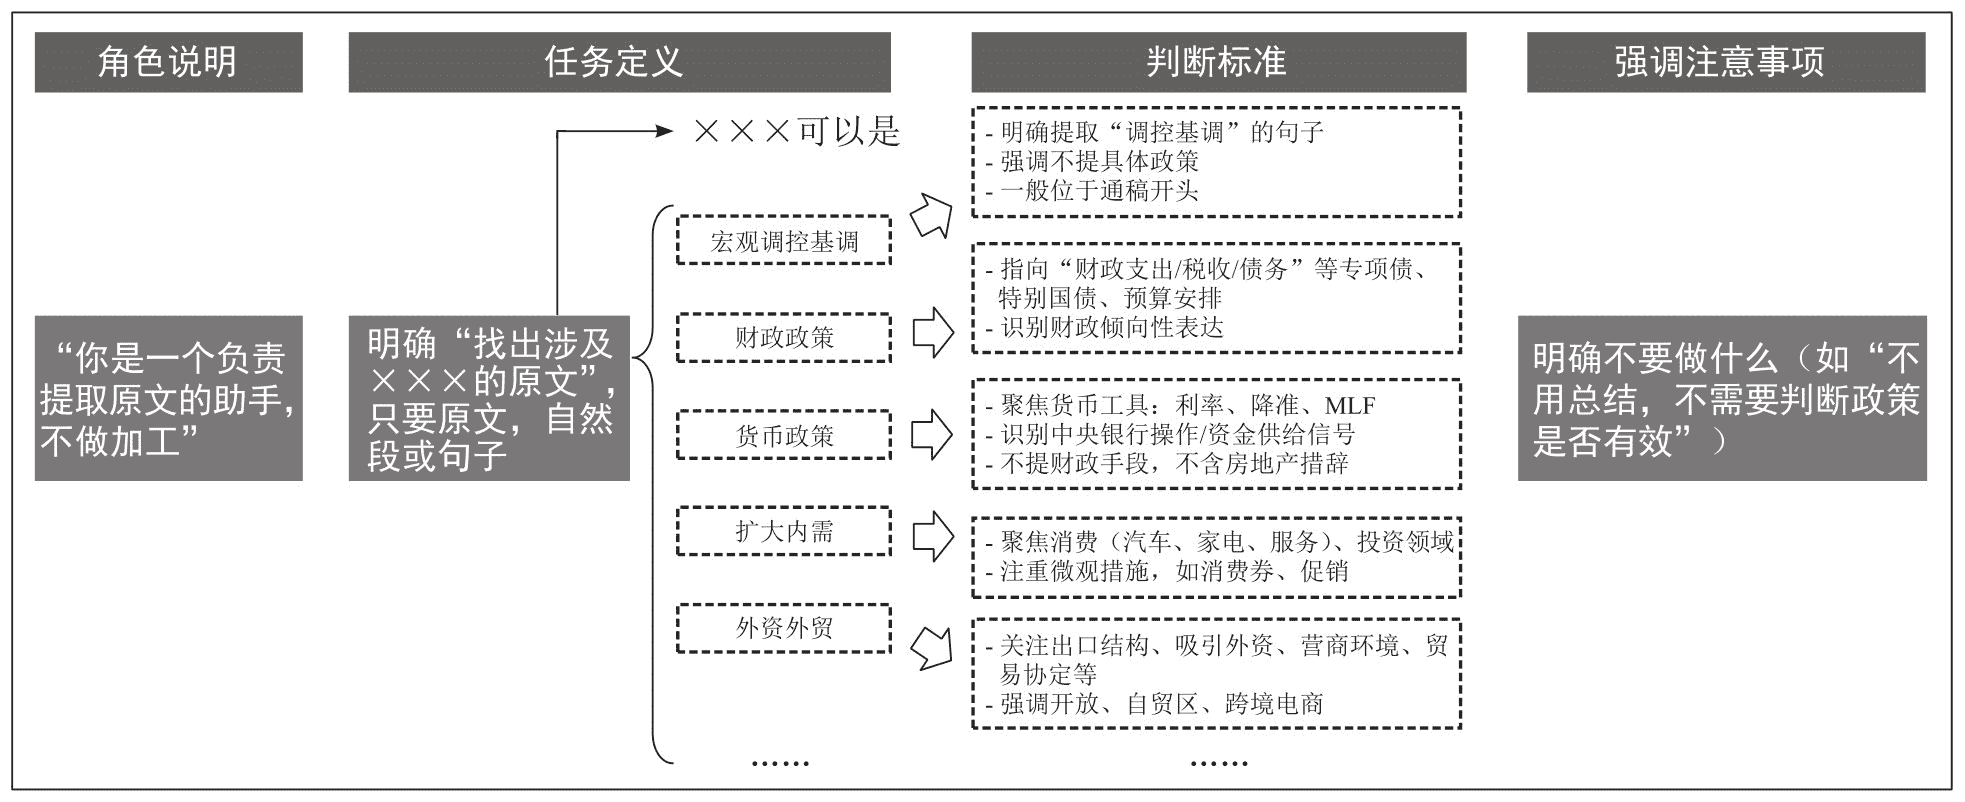 角色说明
任务定义
判断标准
强调注意事项
“你是一个负责
提取原文的助手，
不做加工”
明确“找出涉及
×××的原文”，
只要原文，自然
段或句子
×××可以是
宏观调控基调
财政政策
货币政策
扩大内需
外资外贸
……
- 明确提取“调控基调”的句子
- 强调不提具体政策
- 一般位于通稿开头
- 指向“财政支出/税收/债务”等专项债、
特别国债、预算安排
- 识别财政倾向性表达
- 聚焦货币工具：利率、降准、MLF
- 识别中央银行操作/资金供给信号
- 不提财政手段，不含房地产措辞
- 聚焦消费（汽车、家电、服务）、投资领域
- 注重微观措施，如消费券、促销
- 关注出口结构、吸引外资、营商环境、贸
易协定等
- 强调开放、自贸区、跨境电商
……
明确不要做什么（如“不
用总结，不需要判断政策
是否有效”）